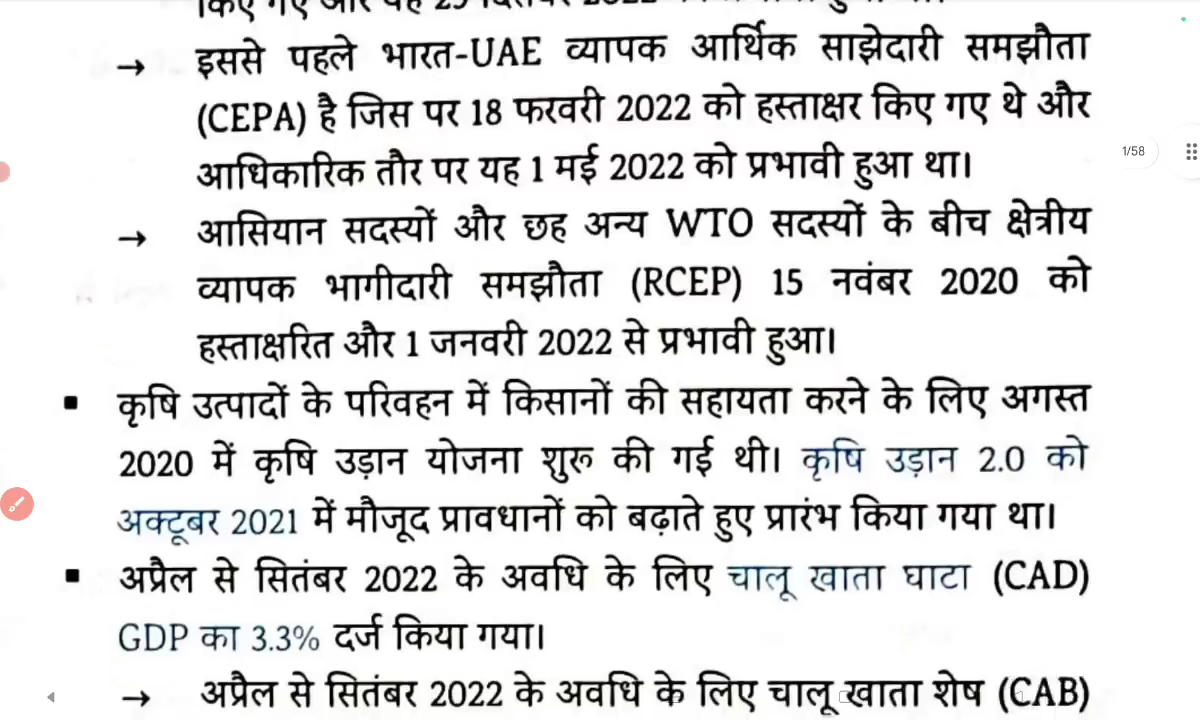 → इससे पहले भारत-UAE व्यापक आर्थिक साझेदारी समझौता
(CEPA) है जिस पर 18 फरवरी 2022 को हस्ताक्षर किए गए थे और
आधिकारिक तौर पर यह 1 मई 2022 को प्रभावी हुआ था।
1/58
→ आसियान सदस्यों और छह अन्य WTO सदस्यों के बीच क्षेत्रीय
व्यापक भागीदारी समझौता (RCEP) 15 नवंबर 2020 को
हस्ताक्षरित और 1 जनवरी 2022 से प्रभावी हुआ।
▪ कृषि उत्पादों के परिवहन में किसानों की सहायता करने के लिए अगस्त
2020 में कृषि उड़ान योजना शुरू की गई थी। कृषि उड़ान 2.0 को
अक्टूबर 2021 में मौजूद प्रावधानों को बढ़ाते हुए प्रारंभ किया गया था।
▪ अप्रैल से सितंबर 2022 के अवधि के लिए चालू खाता घाटा (CAD)
GDP का 3.3% दर्ज किया गया।
→ अप्रैल से सितंबर 2022 के अवधि के लिए चालू खाता शेष (CAB)